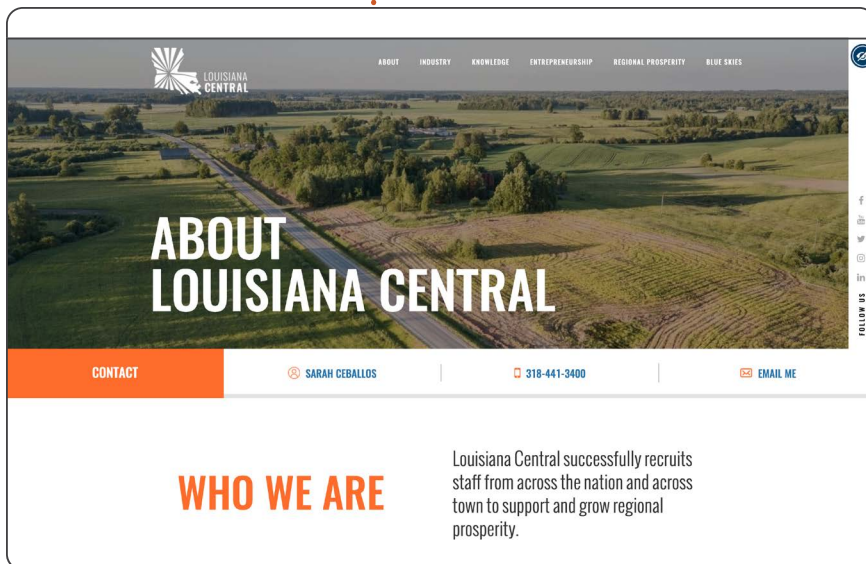 LOUISIANA
CENTRAL
ABOUT INDUSTRY KNOWLEDGE ENTREPRENEURSHIP REGIONAL PROSPERITY BLUE SKIES
ABOUT
LOUISIANA CENTRAL
FOLLOW US
CONTACT SARAH CEBALLOS 318-441-3400 EMAIL ME
WHO WE ARE
Louisiana Central successfully recruits
staff from across the nation and across
town to support and grow regional
prosperity.